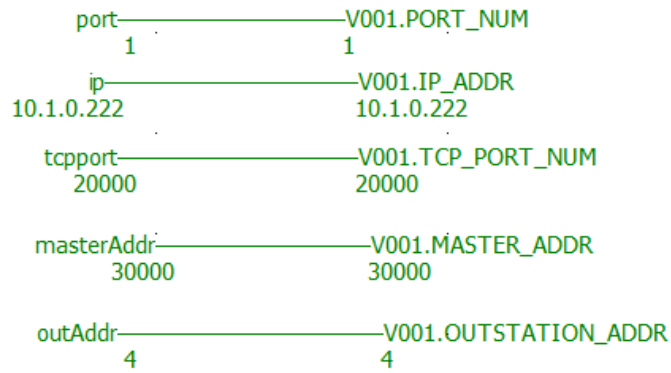 port V001.PORT_NUM
1 1
ip V001.IP_ADDR
10.1.0.222 10.1.0.222
tcpport V001.TCP_PORT_NUM
20000 20000
masterAddr V001.MASTER_ADDR
30000 30000
outAddr V001.OUTSTATION_ADDR
4 4